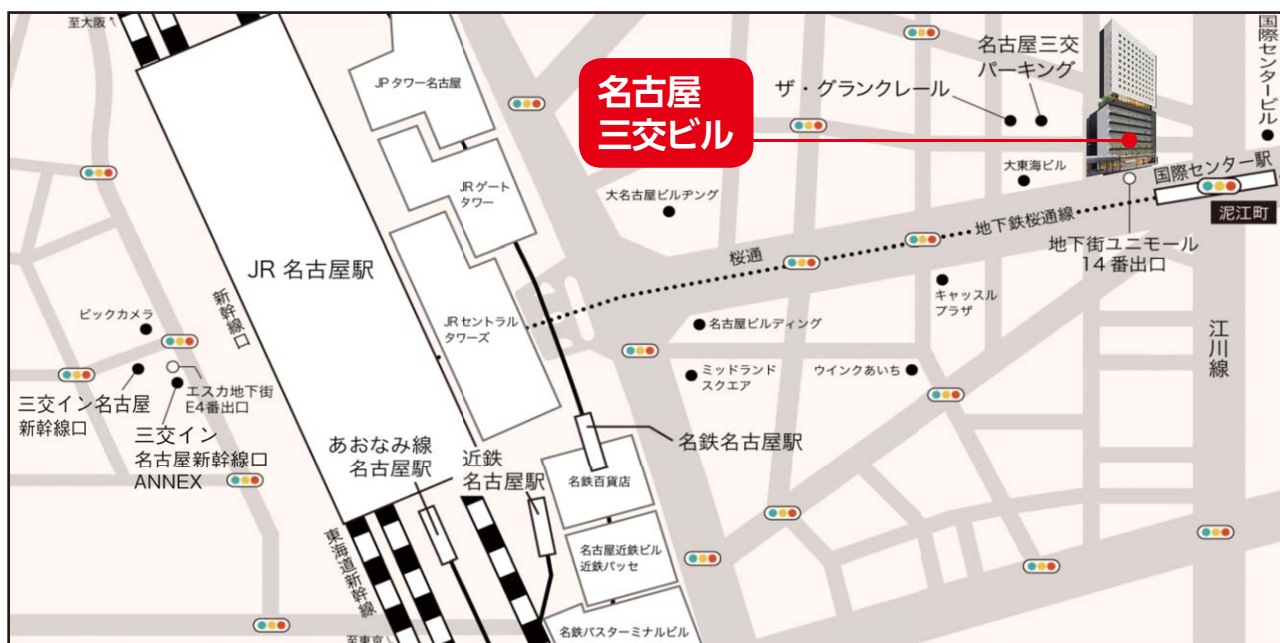 至大阪
JPタワー名古屋
名古屋
三交ビル
ザ・グランクレール
名古屋三交
パーキング
国際センタービル
大東海ビル
国際センター駅
泥江町
JRゲート
タワー
大名古屋ビルヂング
地下鉄桜通線
桜通
地下街ユニモール
14番出口
JR 名古屋駅
新幹線口
ビックカメラ
JRセントラル
タワーズ
名古屋ビルディング
キャッスル
プラザ
江川線
ミッドランド
スクエア
ウインクあいち
エスカ地下街
E4番出口
三交イン名古屋
新幹線口
三交イン
名古屋新幹線口
ANNEX
あおなみ線
名古屋駅
近鉄
名古屋駅
名鉄名古屋駅
名鉄百貨店
名古屋近鉄ビル
近鉄パッセ
東海道新幹線
至東京
名鉄バスターミナルビル